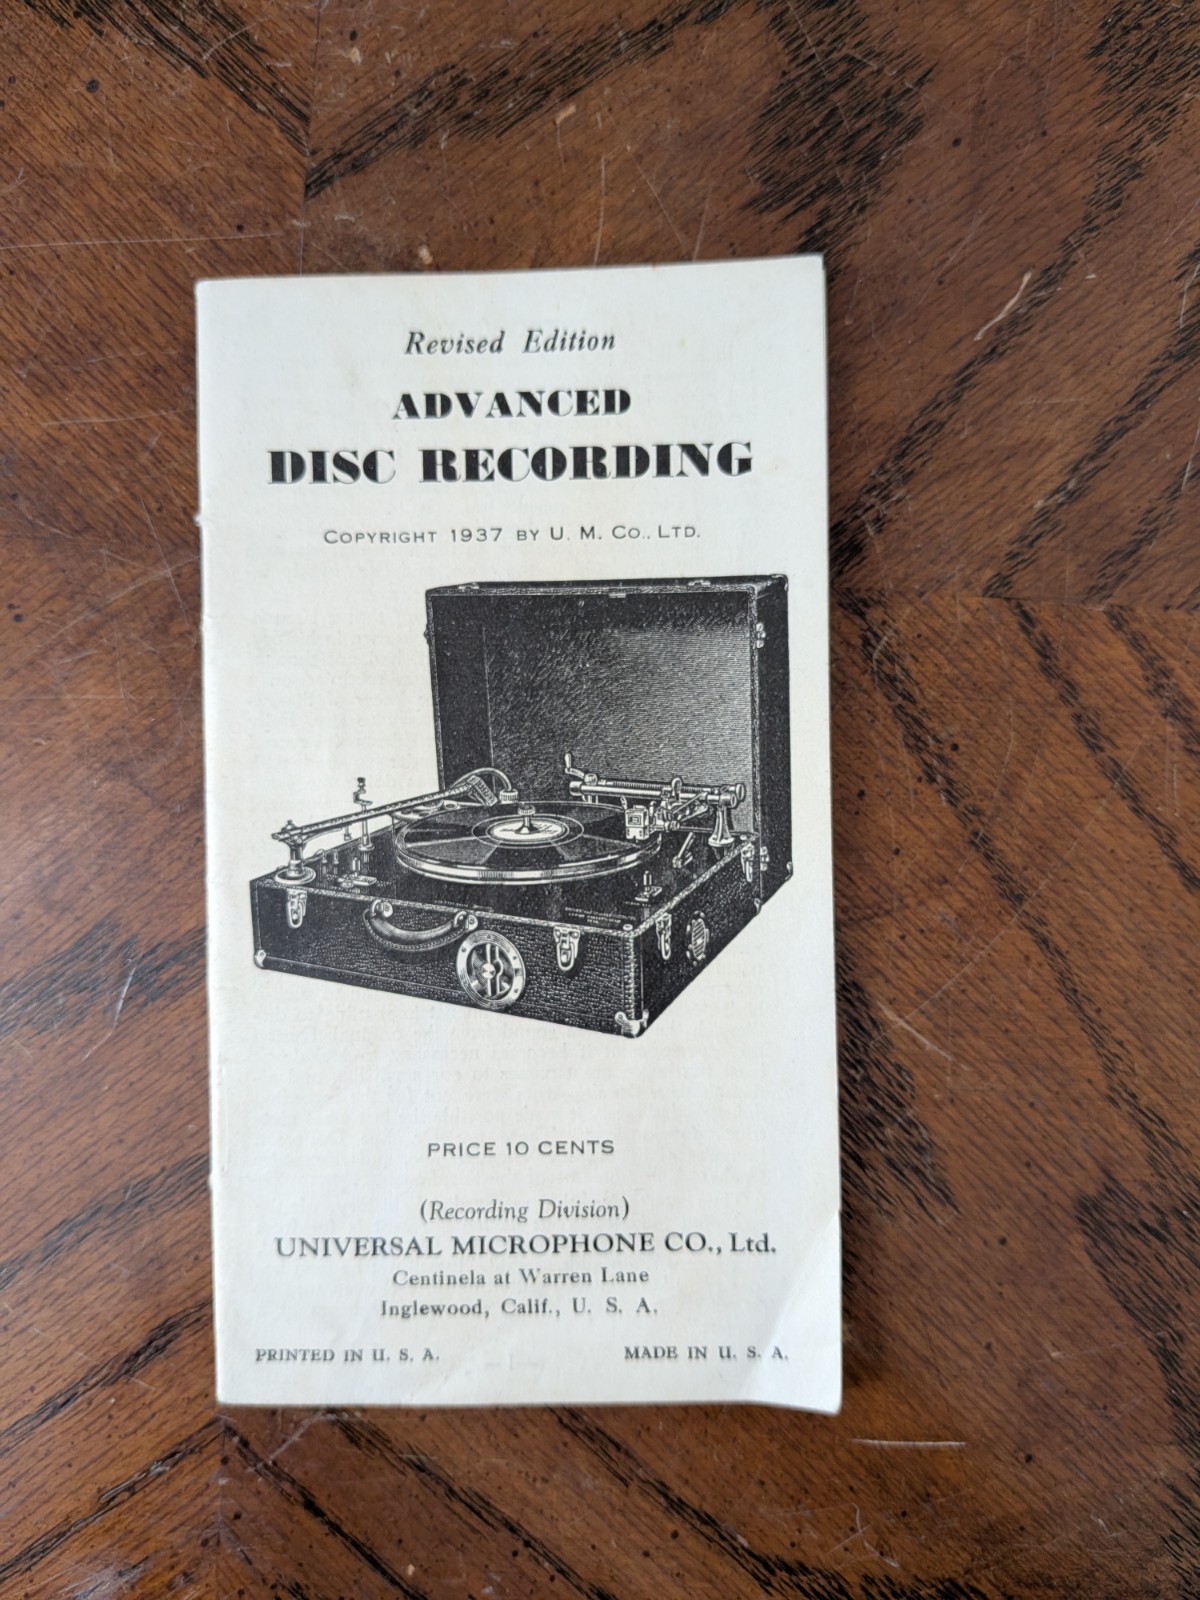 Revised Edition
ADVANCED
DISC RECORDING
COPYRIGHT 1937 BY U. M. CO., LTD.
PRICE 10 CENTS
(Recording Division)
UNIVERSAL MICROPHONE CO., Ltd.
Centinela at Warren Lane
Inglewood, Calif., U. S. A.
PRINTED IN U. S. A.
MADE IN U. S. A.